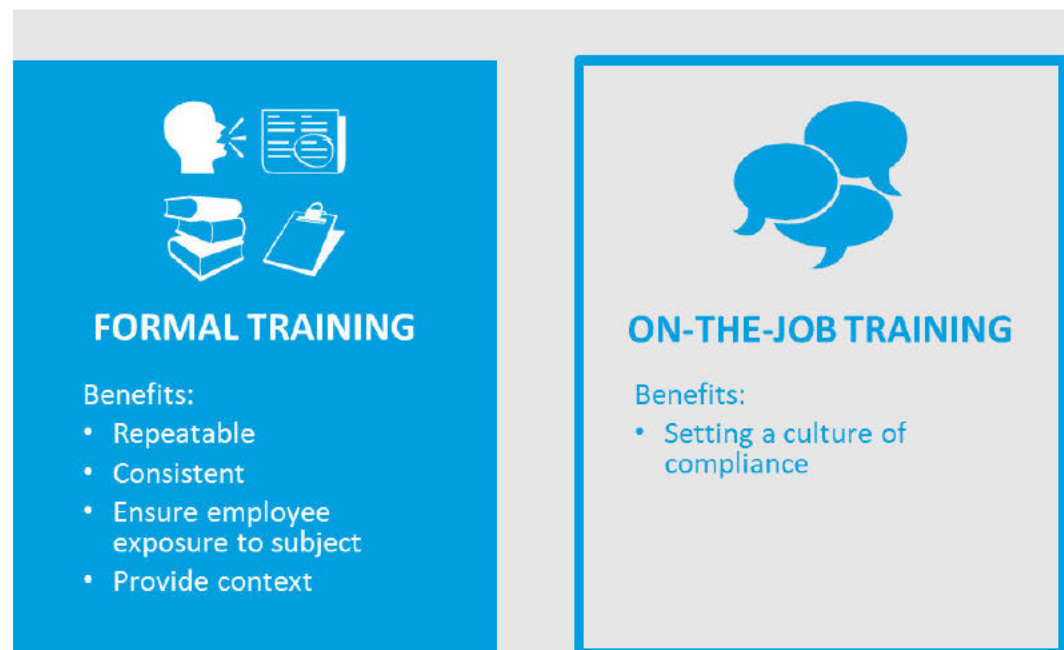 FORMAL TRAINING
Benefits:
• Repeatable
• Consistent
• Ensure employee
exposure to subject
• Provide context
ON-THE-JOB TRAINING
Benefits:
• Setting a culture of
compliance